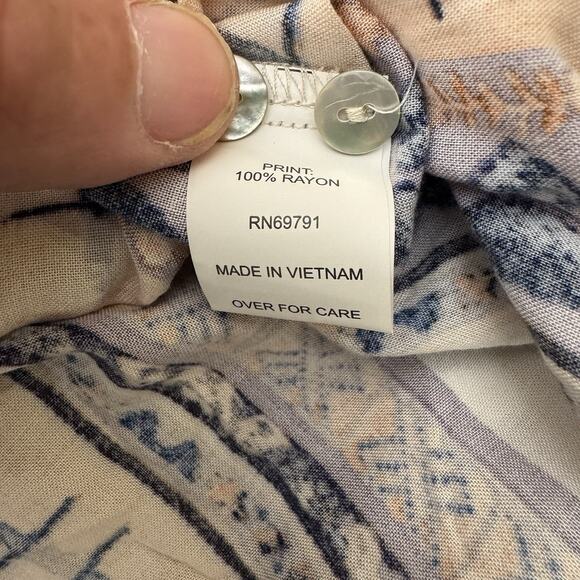 PRINT:
100% RAYON
RN69791
MADE IN VIETNAM
OVER FOR CARE